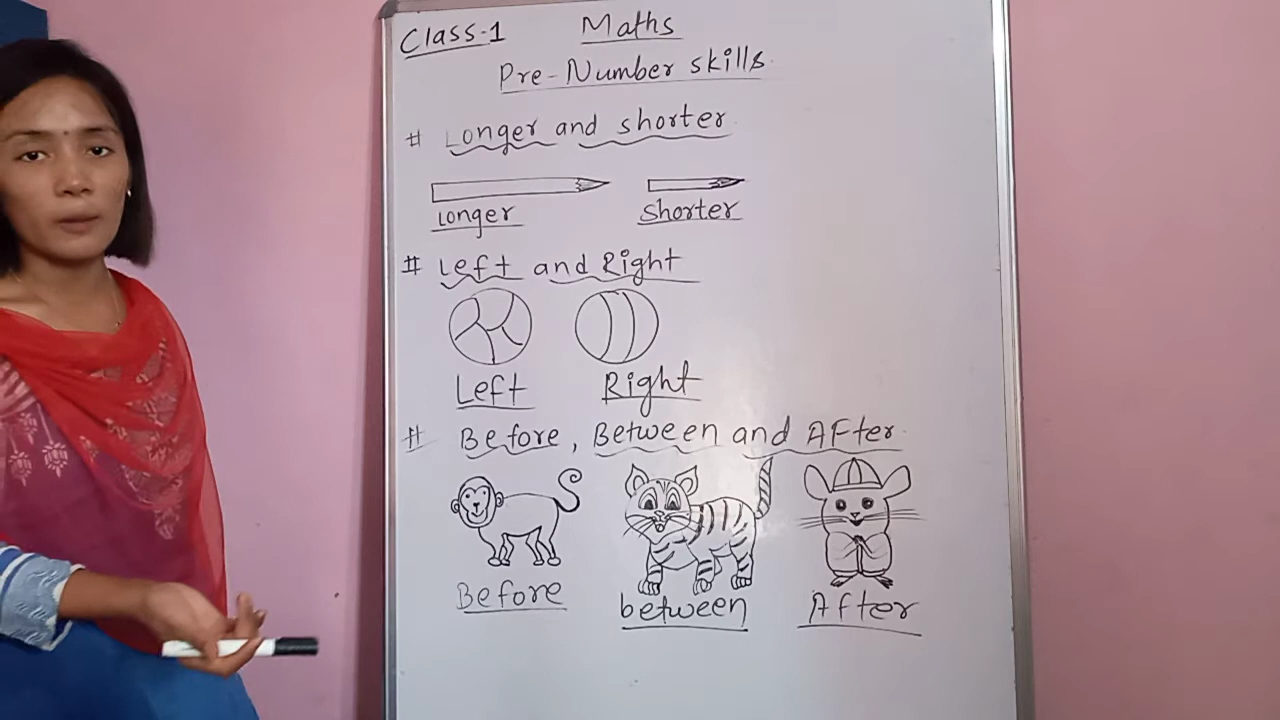 Class-1 Maths
Pre-Number skills.
# Longer and shorter
Longer shorter
# Left and Right
Left Right
# Before, Between and After.
Before between After